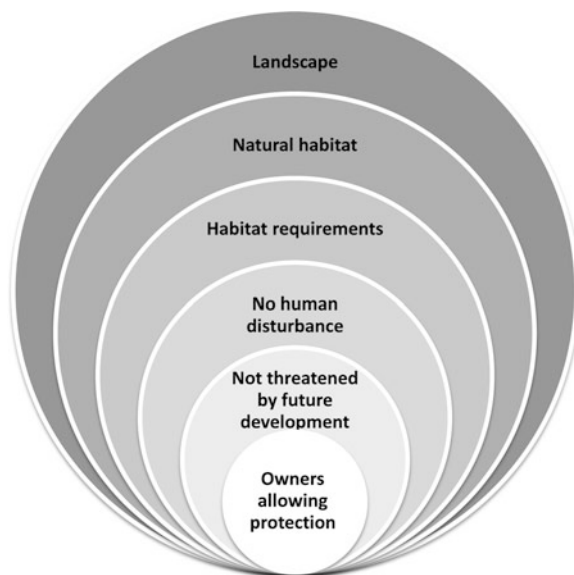 Landscape
Natural habitat
Habitat requirements
No human
disturbance
Not threatened
by future
development
Owners
allowing
protection